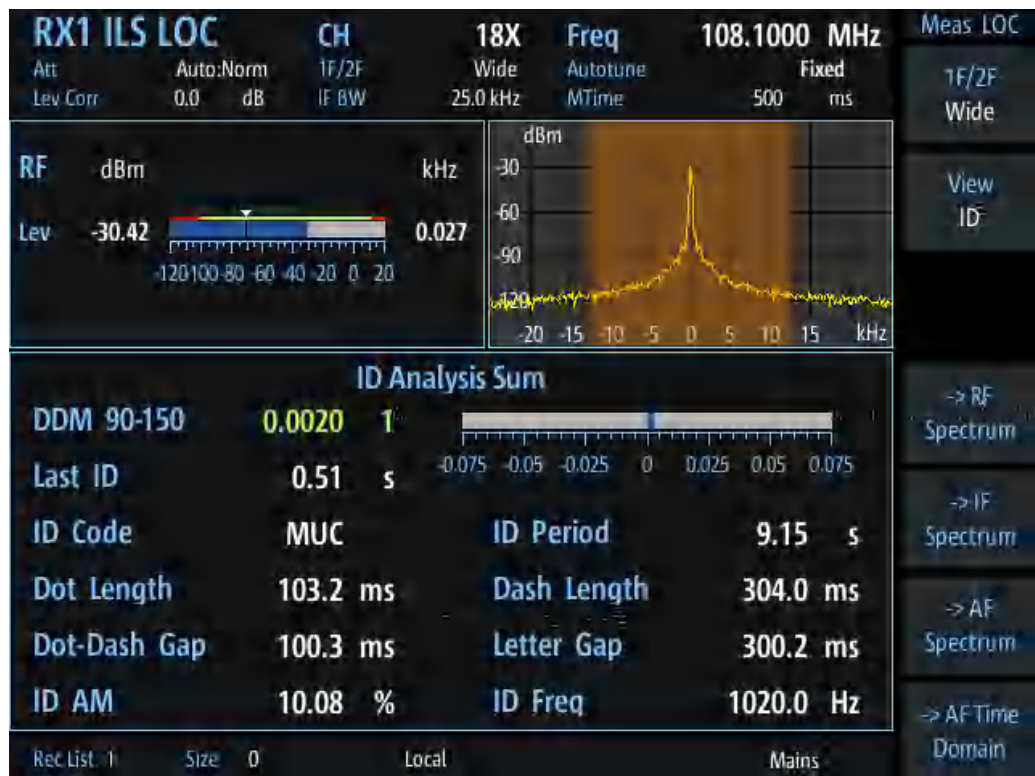 RX1 ILS LOC CH 18X Freq 108.1000 MHz
Att Auto:Norm 1F/2F Wide Autotune Fixed
Lev Corr 0.0 dB IF BW 25.0 kHz MTime 500 ms
Meas LOC
1F/2F
Wide
View
ID
-> RF
Spectrum
-> IF
Spectrum
-> AF
Spectrum
-> AF Time
Domain
RF dBm kHz
Lev -30.42 0.027
-120 -100 -80 -60 -40 -20 0 20
dBm
-30
-60
-90
-120
-20 -15 -10 -5 0 5 10 15 kHz
ID Analysis Sum
DDM 90-150 0.0020 1
-0.075 -0.05 -0.025 0 0.025 0.05 0.075
Last ID 0.51 s
ID Code MUC ID Period 9.15 s
Dot Length 103.2 ms Dash Length 304.0 ms
Dot-Dash Gap 100.3 ms Letter Gap 300.2 ms
ID AM 10.08 % ID Freq 1020.0 Hz
Rec.List 1 Size 0 Local Mains